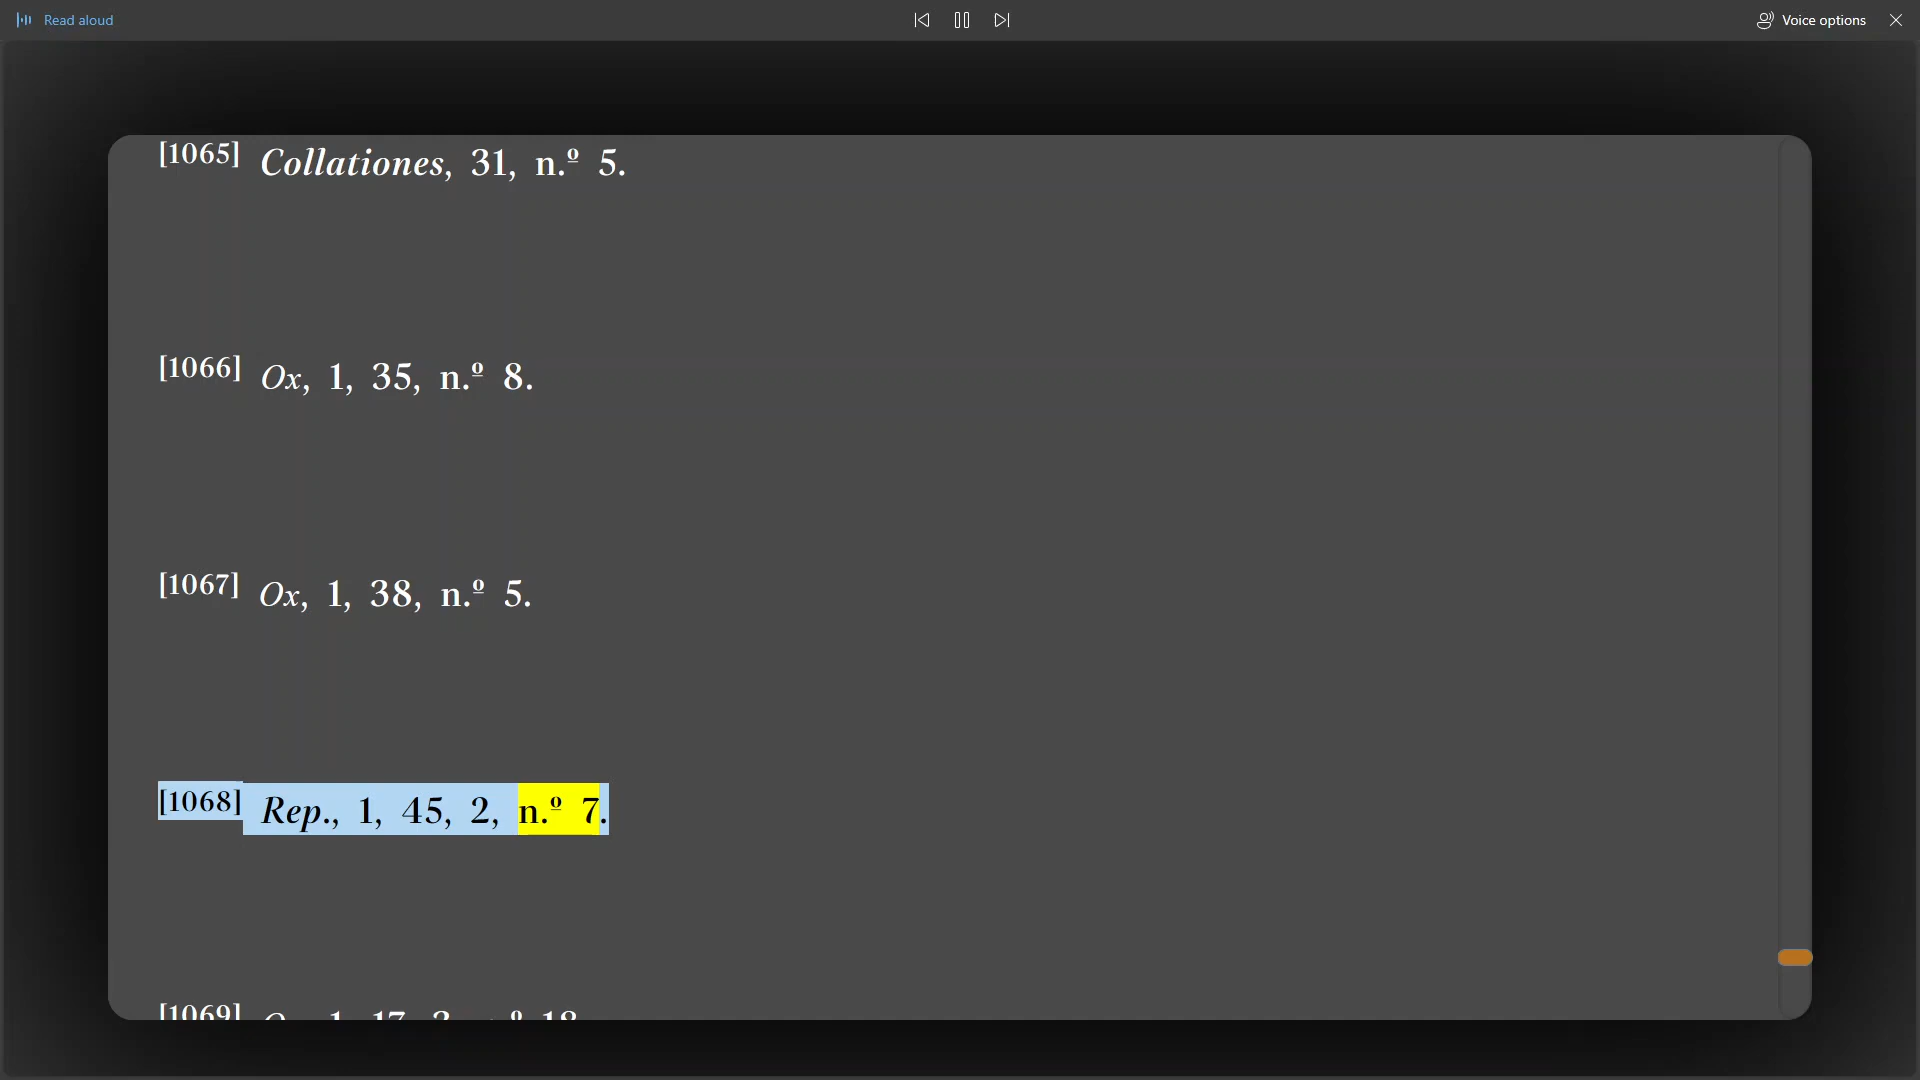 Read aloud
Voice options
[1065] Collationes, 31, n.º 5.
[1066] Ox, 1, 35, n.º 8.
[1067] Ox, 1, 38, n.º 5.
[1068] Rep., 1, 45, 2, n.º 7.
[1069]